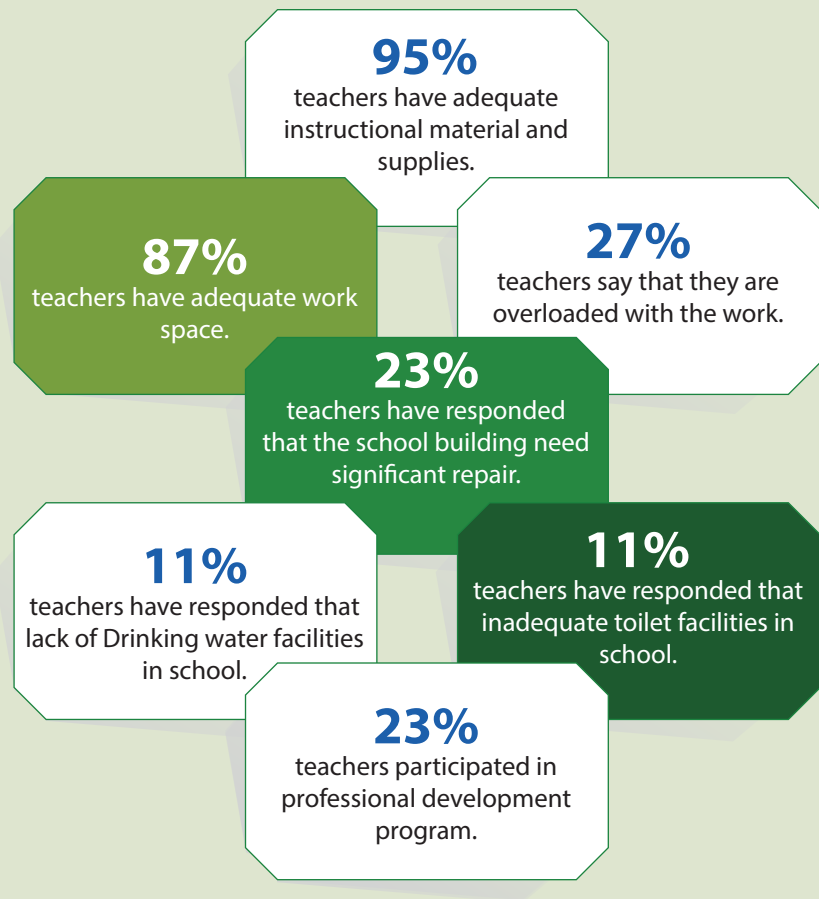 95%
teachers have adequate
instructional material and
supplies.
87%
teachers have adequate work
space.
27%
teachers say that they are
overloaded with the work.
23%
teachers have responded
that the school building need
significant repair.
11%
teachers have responded that
lack of Drinking water facilities
in school.
11%
teachers have responded that
inadequate toilet facilities in
school.
23%
teachers participated in
professional development
program.